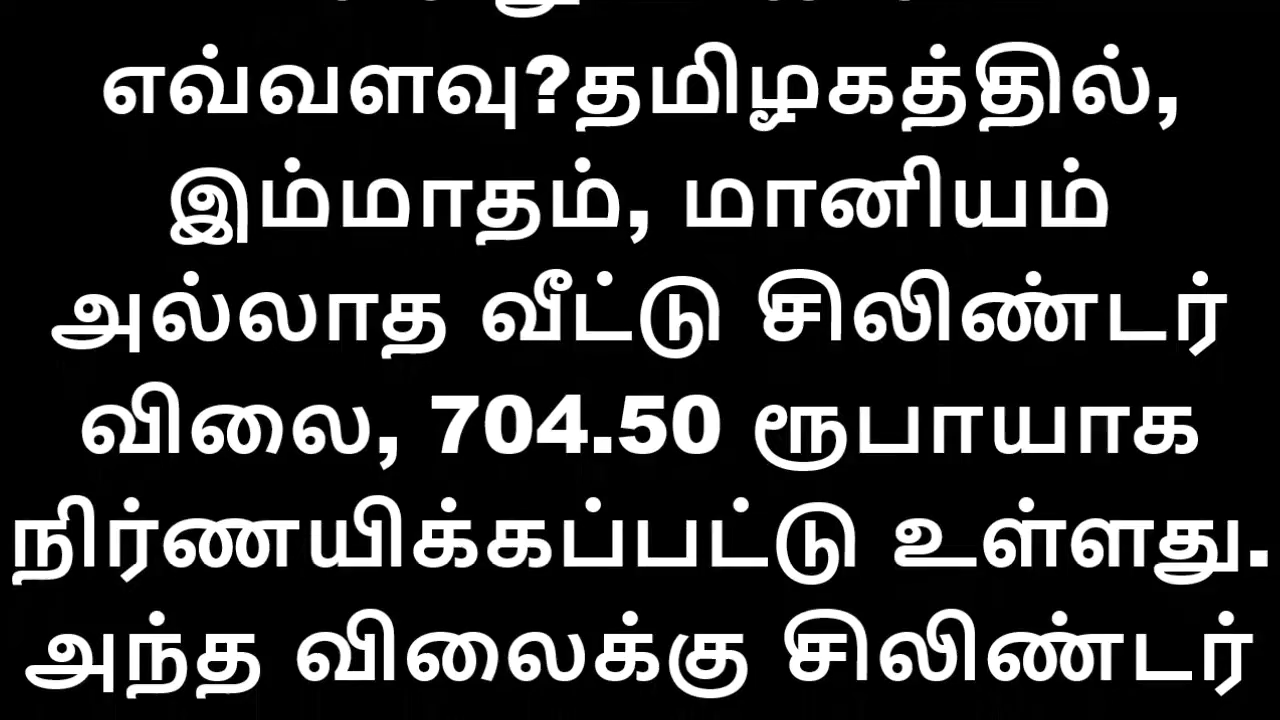 எவ்வளவு?தமிழகத்தில்,
இம்மாதம், மானியம்
அல்லாத வீட்டு சிலிண்டர்
விலை, 704.50 ரூபாயாக
நிர்ணயிக்கப்பட்டு உள்ளது.
அந்த விலைக்கு சிலிண்டர்